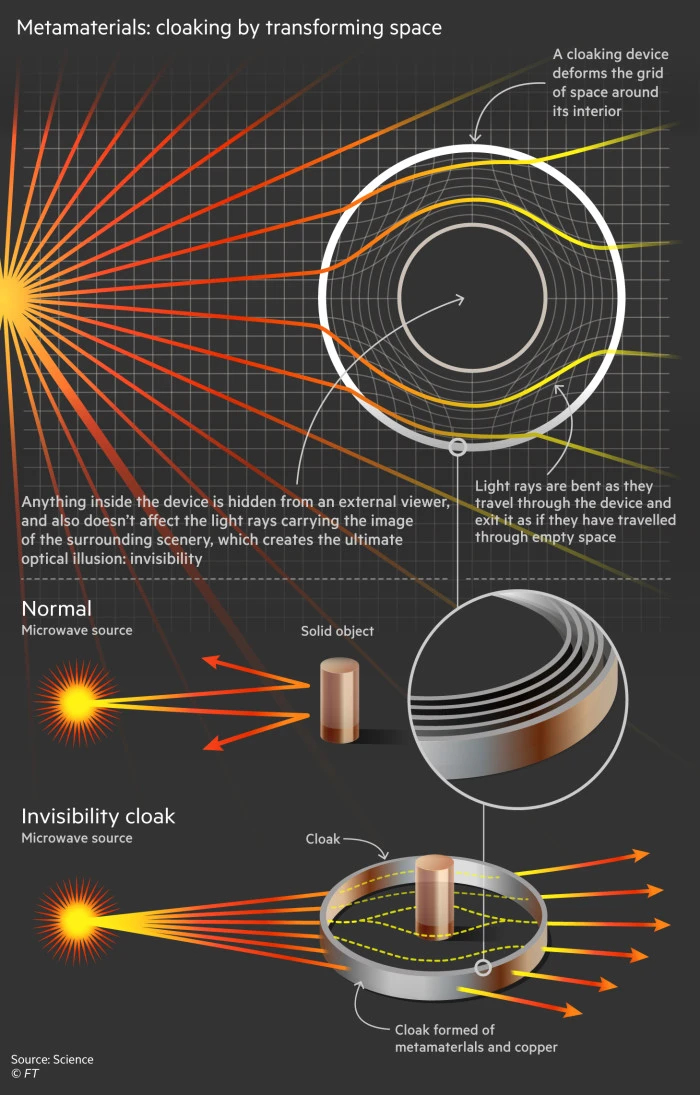 Metamaterials: cloaking by transforming space
A cloaking device
deforms the grid
of space around
its interior
Anything inside the device is hidden from an external viewer,
and also doesn't affect the light rays carrying the image
of the surrounding scenery, which creates the ultimate
optical illusion: invisibility
Light rays are bent as they
travel through the device and
exit it as if they have travelled
through empty space
Normal
Microwave source
Solid object
Invisibility cloak
Microwave source
Cloak
Cloak formed of
metamaterlals and copper
Source: Science
© FT